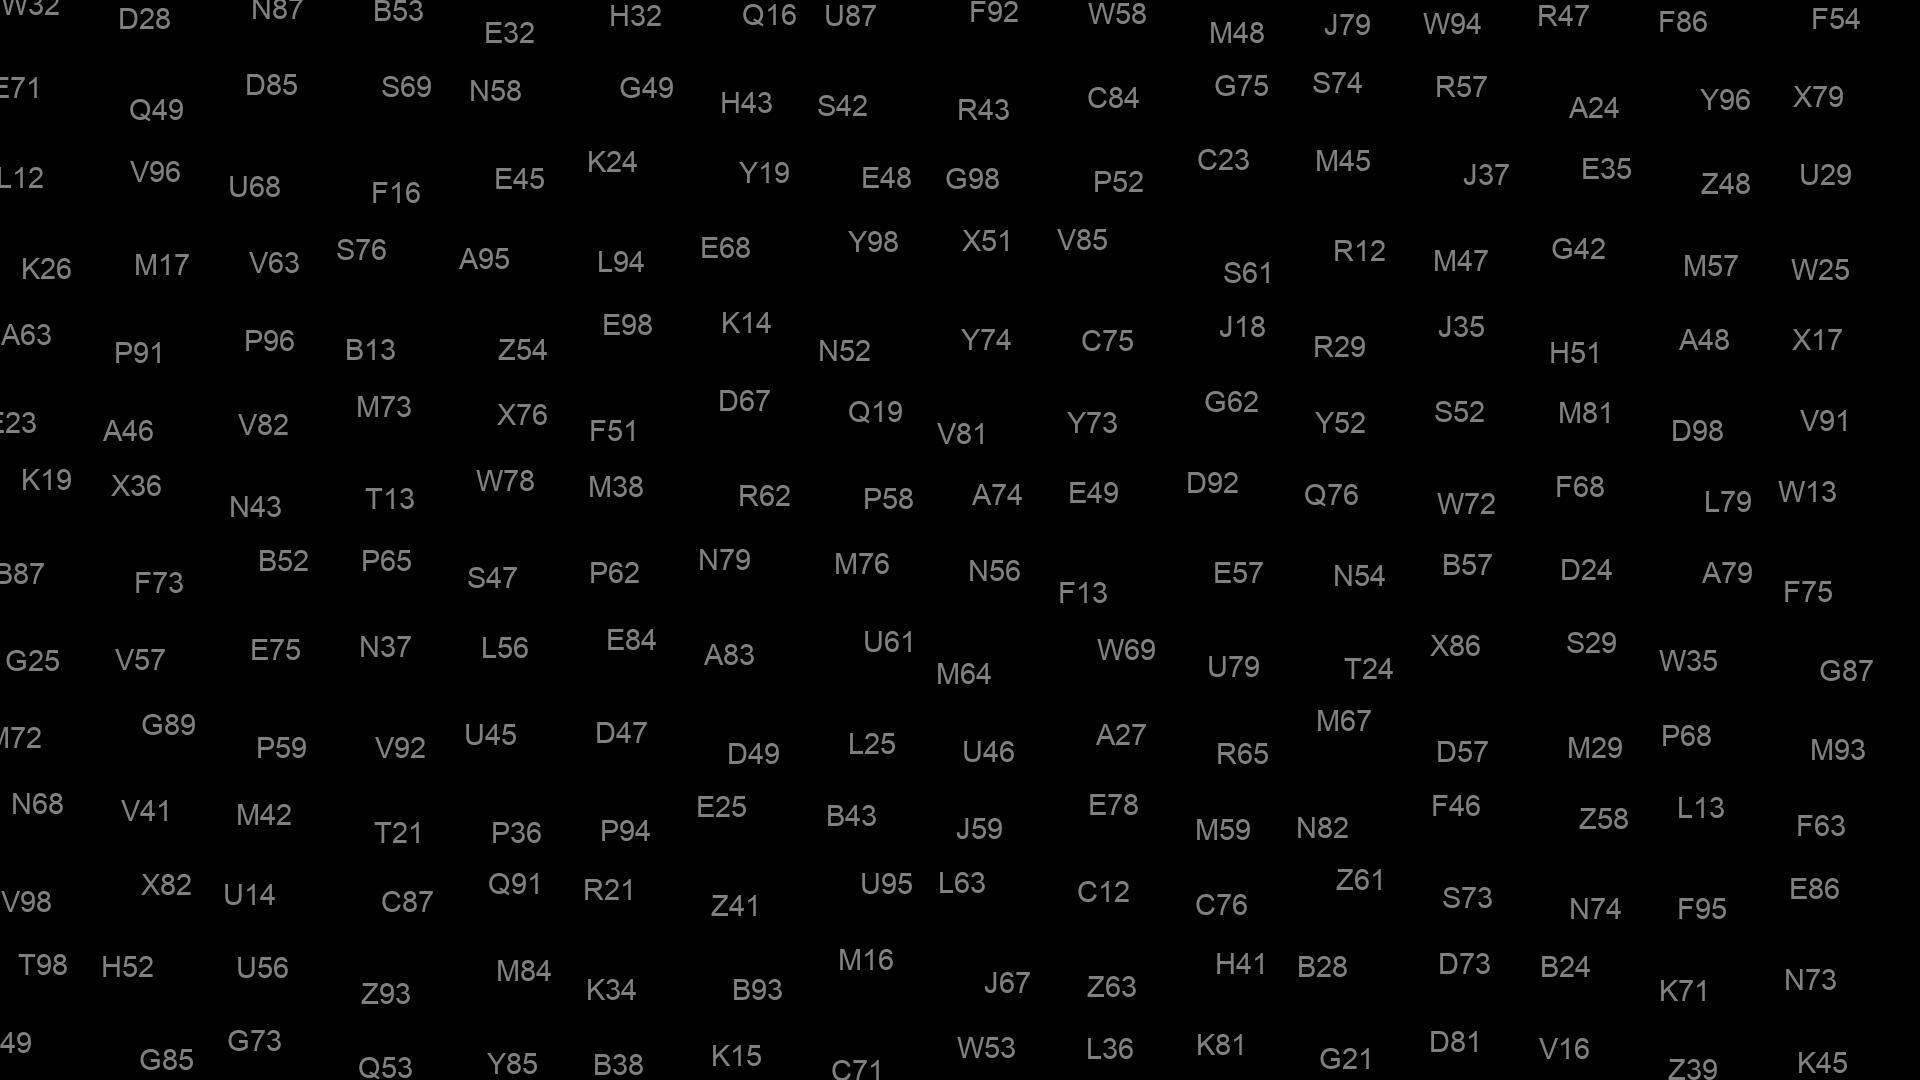 W32 D28 N87 B53 E32 H32 Q16 U87 F92 W58 M48 J79 W94 R47 F86 F54
E71 Q49 D85 S69 N58 G49 H43 S42 R43 C84 G75 S74 R57 A24 Y96 X79
L12 V96 U68 F16 E45 K24 Y19 E48 G98 P52 C23 M45 J37 E35 Z48 U29
K26 M17 V63 S76 A95 L94 E68 Y98 X51 V85 S61 R12 M47 G42 M57 W25
A63 P91 P96 B13 Z54 E98 K14 N52 Y74 C75 J18 R29 J35 H51 A48 X17
E23 A46 V82 M73 X76 F51 D67 Q19 V81 Y73 G62 Y52 S52 M81 D98 V91
K19 X36 N43 T13 W78 M38 R62 P58 A74 E49 D92 Q76 W72 F68 L79 W13
B87 F73 B52 P65 S47 P62 N79 M76 N56 F13 E57 N54 B57 D24 A79 F75
G25 V57 E75 N37 L56 E84 A83 U61 M64 W69 U79 T24 X86 S29 W35 G87
M72 G89 P59 V92 U45 D47 D49 L25 U46 A27 R65 M67 D57 M29 P68 M93
N68 V41 M42 T21 P36 P94 E25 B43 J59 E78 M59 N82 F46 Z58 L13 F63
V98 X82 U14 C87 Q91 R21 Z41 U95 L63 C12 C76 Z61 S73 N74 F95 E86
T98 H52 U56 Z93 M84 K34 B93 M16 J67 Z63 H41 B28 D73 B24 K71 N73
49 G85 G73 Q53 Y85 B38 K15 C71 W53 L36 K81 G21 D81 V16 Z39 K45